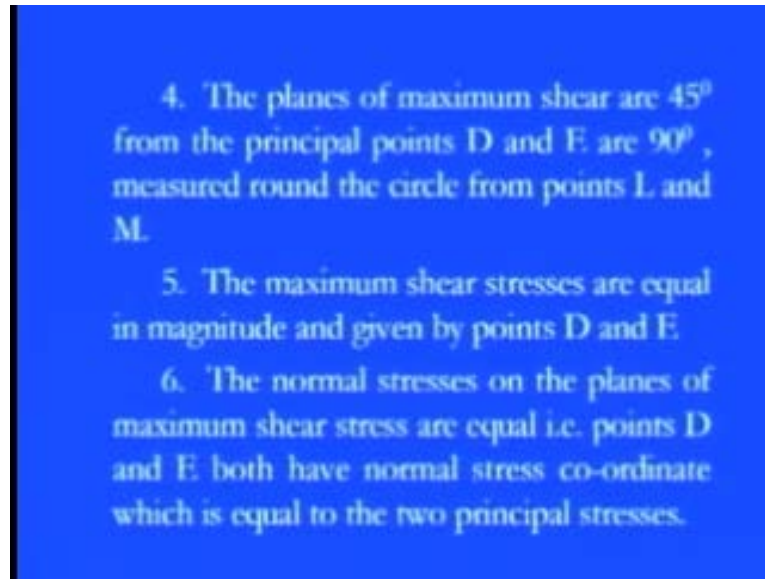 4. The planes of maximum shear are 45⁰
from the principal points D and E are 90⁰ ,
measured round the circle from points L and
M.
5. The maximum shear stresses are equal
in magnitude and given by points D and E
6. The normal stresses on the planes of
maximum shear stress are equal i.e. points D
and E both have normal stress co-ordinate
which is equal to the two principal stresses.